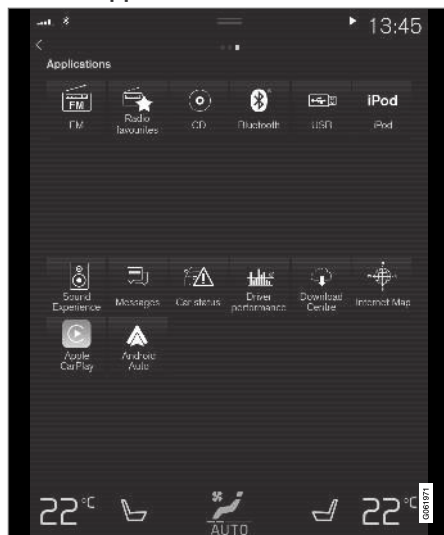 13:45
Applications
FM
iPod
FM
Radio
favourites
CD
Bluetooth
USB
iPod
Sound
Experience
Messages
Car status
Driver
performance
Download
Centre
Internet Map
Apple
CarPlay
Android
Auto
22°C
22°C
AUTO
G061971